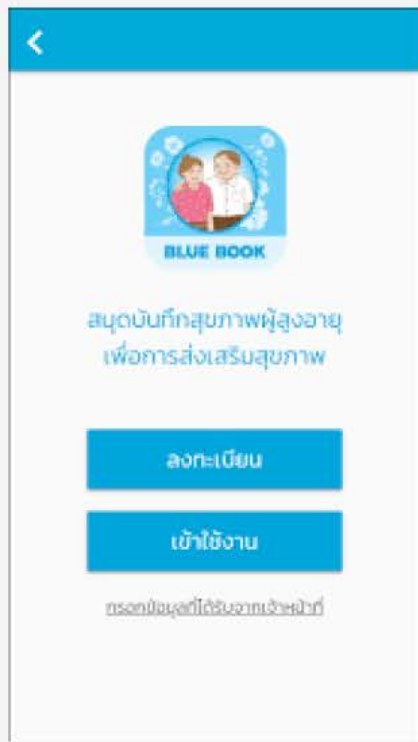 BLUE BOOK
สมุดบันทึกสุขภาพผู้สูงอายุ
เพื่อการส่งเสริมสุขภาพ
ลงทะเบียน
เข้าใช้งาน
กรอกข้อมูลที่ได้รับจากเจ้าหน้าที่